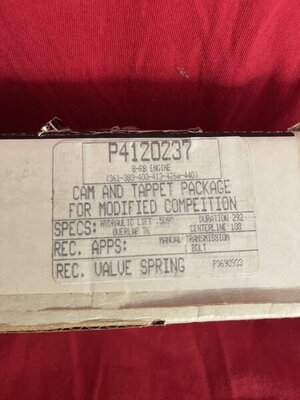 P4120237
B-RB ENGINE
(361-383-400-413-426W-440)
CAM AND TAPPET PACKAGE
FOR MODIFIED COMPEITION
SPECS: HYDRAULIC LIFT .509" DURATION 292
OVERLAP 76 CENTERLINE 108
REC. APPS: MANUAL TRANSMISSION
1 BOLT
REC. VALVE SPRING P3690933